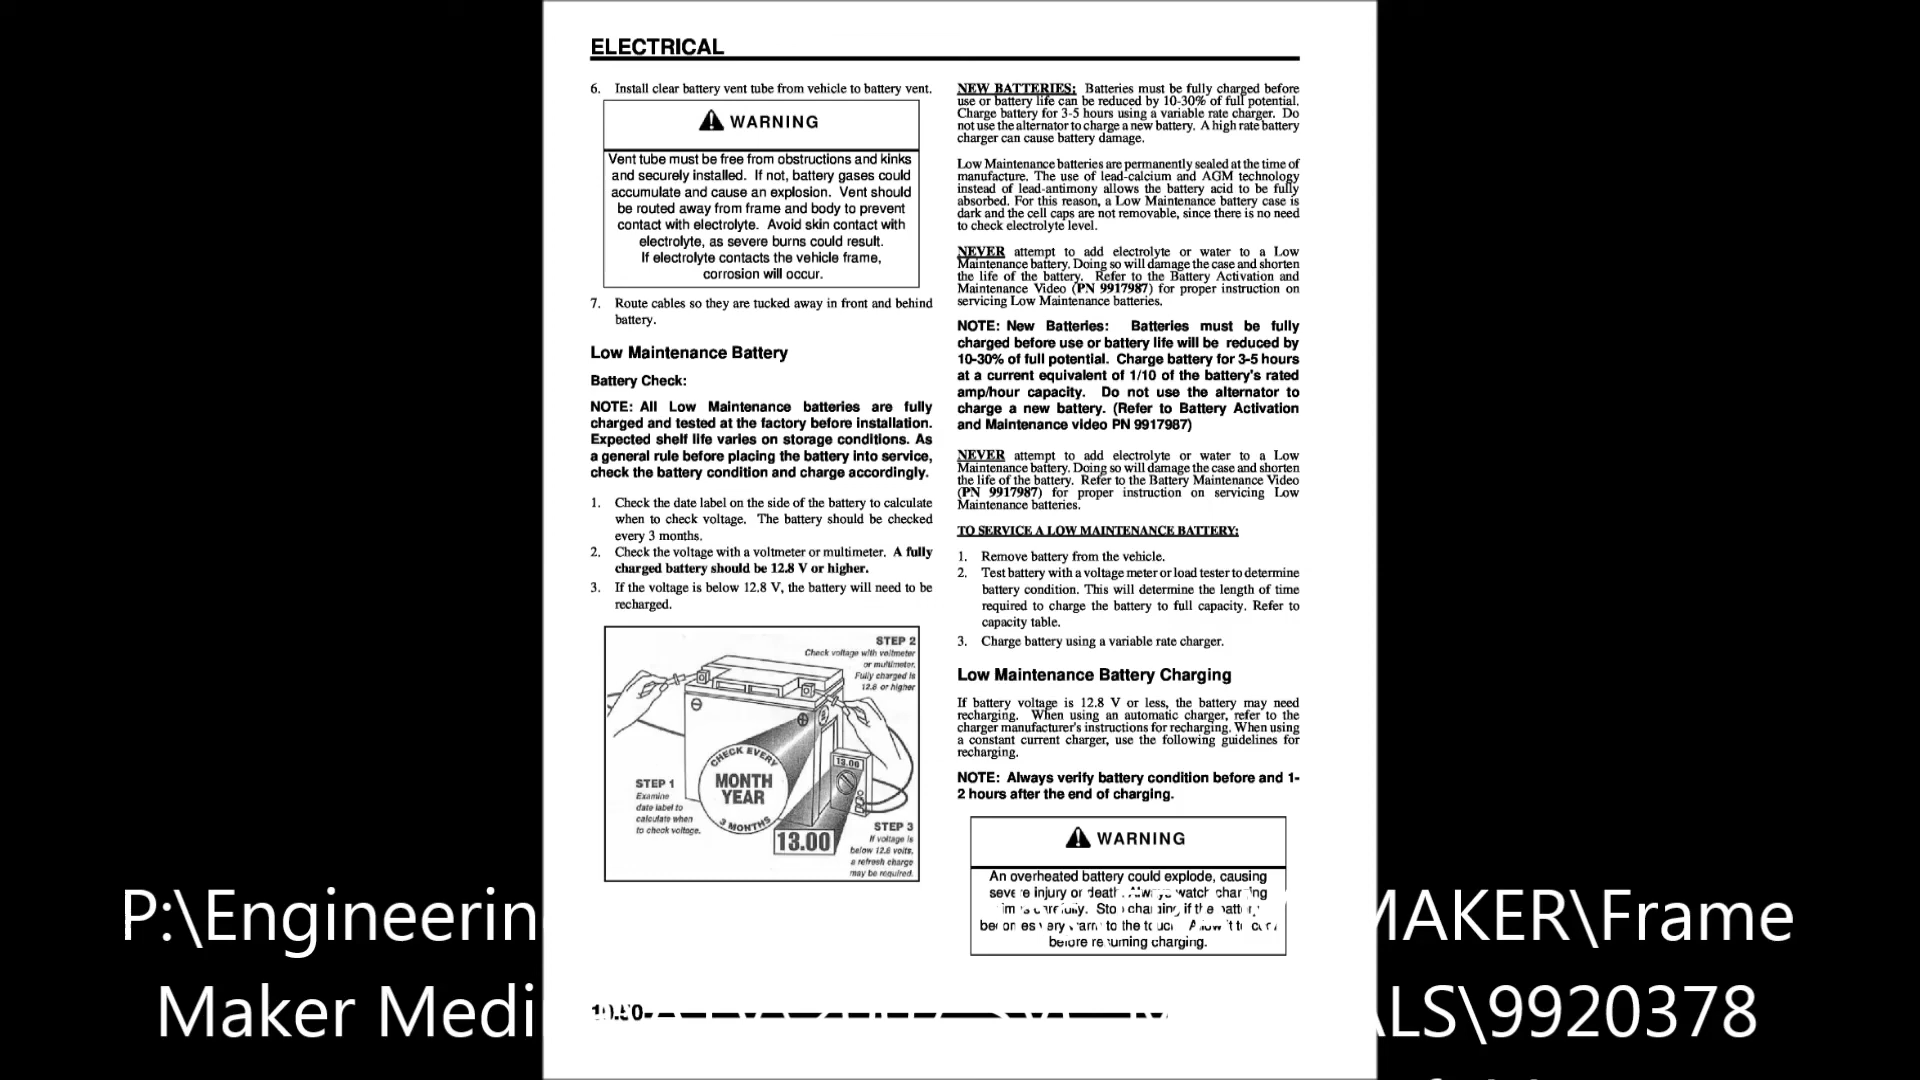 ELECTRICAL
6. Install clear battery vent tube from vehicle to battery vent.
WARNING
Vent tube must be free from obstructions and kinks
and securely installed. If not, battery gases could
accumulate and cause an explosion. Vent should
be routed away from frame and body to prevent
contact with electrolyte. Avoid skin contact with
electrolyte, as severe burns could result.
If electrolyte contacts the vehicle frame,
corrosion will occur.
7. Route cables so they are tucked away in front and behind
battery.
Low Maintenance Battery
Battery Check:
NOTE: All Low Maintenance batteries are fully
charged and tested at the factory before installation.
Expected shelf life varies on storage conditions. As
a general rule before placing the battery into service,
check the battery condition and charge accordingly.
1. Check the date label on the side of the battery to calculate
when to check voltage. The battery should be checked
every 3 months.
2. Check the voltage with a voltmeter or multimeter. A fully
charged battery should be 12.8 V or higher.
3. If the voltage is below 12.8 V, the battery will need to be
recharged.
STEP 2
Check voltage with voltmeter
or multimeter.
Fully charged is
12.6 or higher
CHECK EVERY
MONTH
YEAR
3 MONTHS
13.00
STEP 1
Examine
date label to
calculate when
to check voltage.
13.00
STEP 3
If voltage is
below 12.6 volts,
a refresh charge
may be required.
NEW BATTERIES: Batteries must be fully charged before
use or battery life can be reduced by 10-30% of full potential.
Charge battery for 3-5 hours using a variable rate charger. Do
not use the alternator to charge a new battery. A high rate battery
charger can cause battery damage.
Low Maintenance batteries are permanently sealed at the time of
manufacture. The use of lead-calcium and AGM technology
instead of lead-antimony allows the battery acid to be fully
absorbed. For this reason, a Low Maintenance battery case is
dark and the cell caps are not removable, since there is no need
to check electrolyte level.
NEVER attempt to add electrolyte or water to a Low
Maintenance battery. Doing so will damage the case and shorten
the life of the battery. Refer to the Battery Activation and
Maintenance Video (PN 9917987) for proper instruction on
servicing Low Maintenance batteries.
NOTE: New Batteries: Batteries must be fully
charged before use or battery life will be reduced by
10-30% of full potential. Charge battery for 3-5 hours
at a current equivalent of 1/10 of the battery's rated
amp/hour capacity. Do not use the alternator to
charge a new battery. (Refer to Battery Activation
and Maintenance video PN 9917987)
NEVER attempt to add electrolyte or water to a Low
Maintenance battery. Doing so will damage the case and shorten
the life of the battery. Refer to the Battery Maintenance Video
(PN 9917987) for proper instruction on servicing Low
Maintenance batteries.
TO SERVICE A LOW MAINTENANCE BATTERY:
1. Remove battery from the vehicle.
2. Test battery with a voltage meter or load tester to determine
battery condition. This will determine the length of time
required to charge the battery to full capacity. Refer to
capacity table.
3. Charge battery using a variable rate charger.
Low Maintenance Battery Charging
If battery voltage is 12.8 V or less, the battery may need
recharging. When using an automatic charger, refer to the
charger manufacturer's instructions for recharging. When using
a constant current charger, use the following guidelines for
recharging.
NOTE: Always verify battery condition before and 1-
2 hours after the end of charging.
WARNING
An overheated battery could explode, causing
severe injury or death. Always watch charging
times carefully. Stop charging if the battery
becomes very warm to the touch. Allow it to cool
before resuming charging.
10.50
P:\Engineerin MAKER\Frame
Maker Medi ALS\9920378